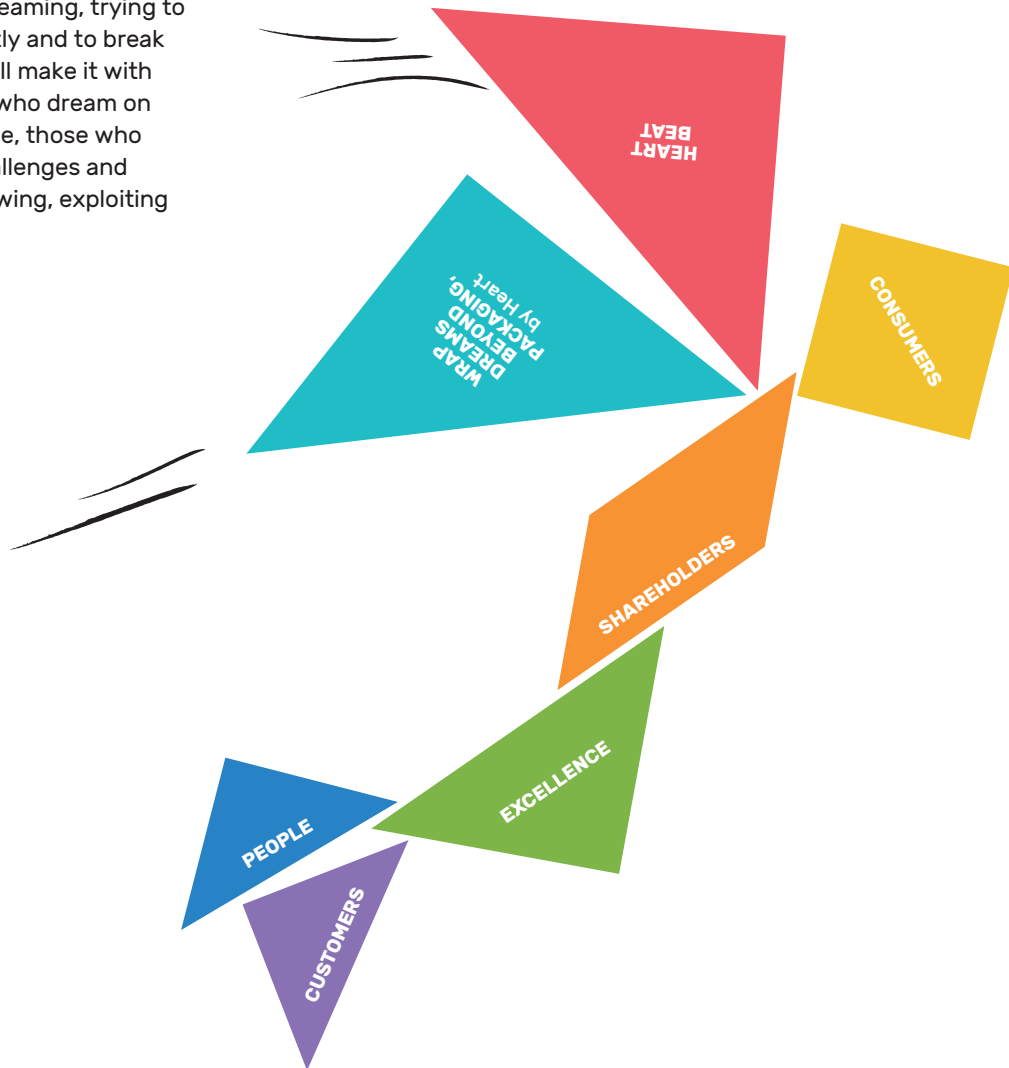 eaming, trying to
tly and to break
ll make it with
who dream on
e, those who
allenges and
wing, exploiting
HEART
BEAT
WRAP
DREAMS
BEYOND
PACKAGING,
by Heart.
CONSUMERS
SHAREHOLDERS
EXCELLENCE
PEOPLE
CUSTOMERS